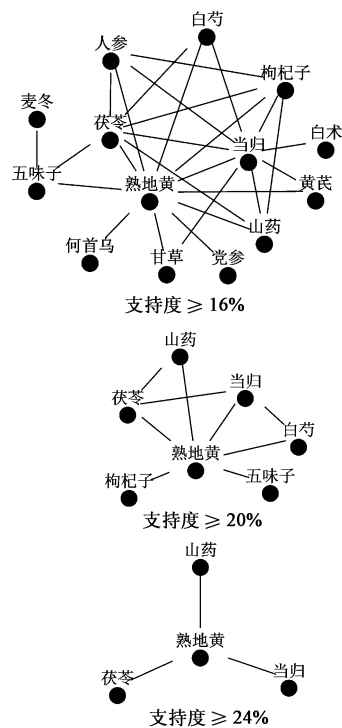 白芍
人参
枸杞子
麦冬
茯苓
当归
白术
五味子
熟地黄
黄芪
山药
何首乌
甘草
党参
支持度≥16%
山药
当归
茯苓
白芍
熟地黄
枸杞子
五味子
支持度≥20%
山药
熟地黄
茯苓
当归
支持度≥24%